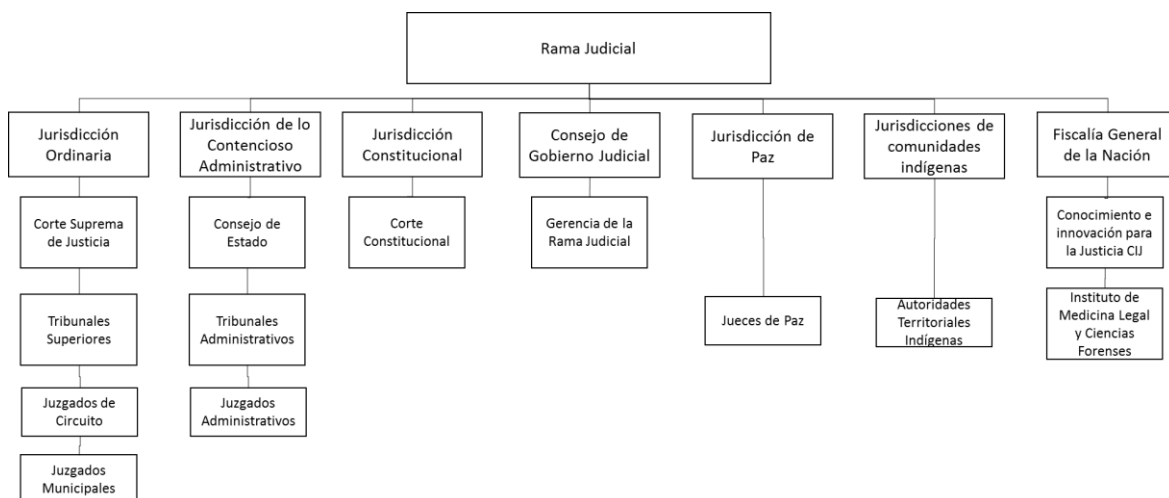 Rama Judicial
Jurisdicción
Ordinaria
Jurisdicción de lo
Contencioso
Administrativo
Jurisdicción
Constitucional
Consejo de
Gobierno Judicial
Jurisdicción de
Paz
Jurisdicciones de
comunidades
indígenas
Fiscalía General
de la Nación
Corte Suprema
de Justicia
Consejo de
Estado
Corte
Constitucional
Gerencia de la
Rama Judicial
Conocimiento e
innovación para
la Justicia CIJ
Tribunales
Superiores
Tribunales
Administrativos
Jueces de Paz
Autoridades
Territoriales
Indígenas
Instituto de
Medicina Legal
y Ciencias
Forenses
Juzgados de
Circuito
Juzgados
Administrativos
Juzgados
Municipales